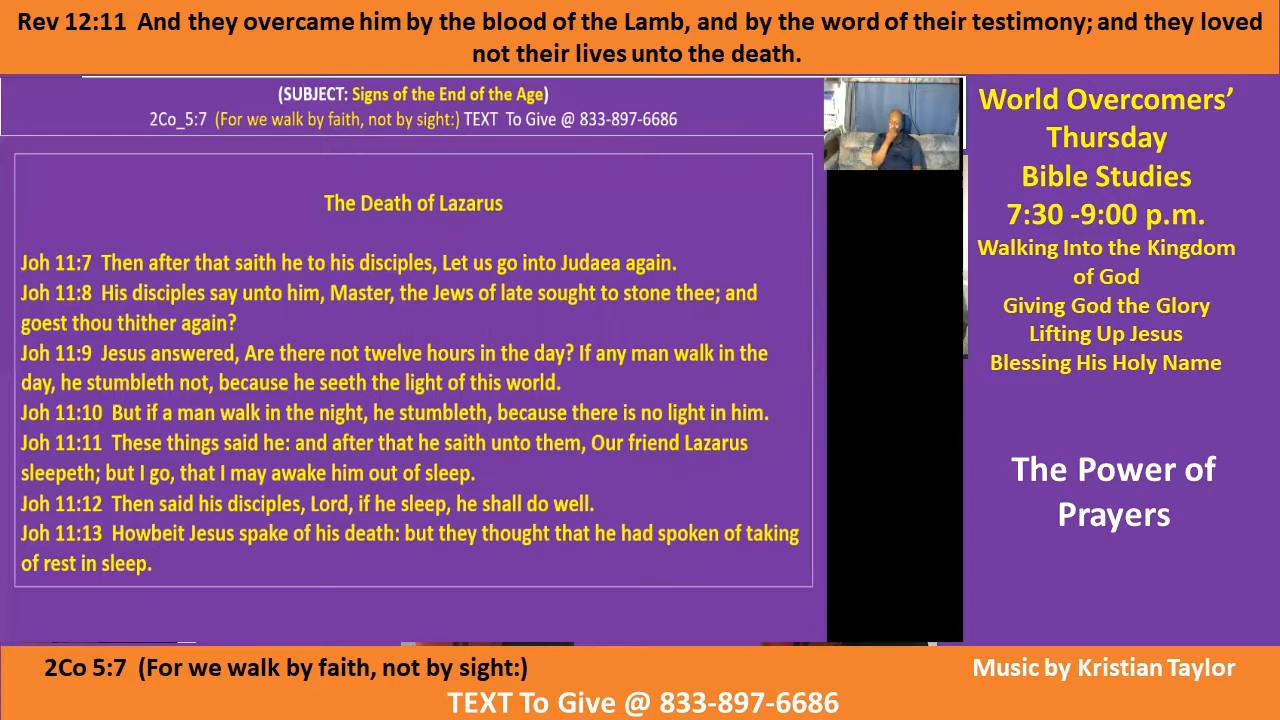 Rev 12:11  And they overcame him by the blood of the Lamb, and by the word of their testimony; and they loved
not their lives unto the death.
(SUBJECT: Signs of the End of the Age)
2Co_5:7  (For we walk by faith, not by sight:) TEXT  To Give @ 833-897-6686
The Death of Lazarus
Joh 11:7  Then after that saith he to his disciples, Let us go into Judaea again.
Joh 11:8  His disciples say unto him, Master, the Jews of late sought to stone thee; and
goest thou thither again?
Joh 11:9  Jesus answered, Are there not twelve hours in the day? If any man walk in the
day, he stumbleth not, because he seeth the light of this world.
Joh 11:10  But if a man walk in the night, he stumbleth, because there is no light in him.
Joh 11:11  These things said he: and after that he saith unto them, Our friend Lazarus
sleepeth; but I go, that I may awake him out of sleep.
Joh 11:12  Then said his disciples, Lord, if he sleep, he shall do well.
Joh 11:13  Howbeit Jesus spake of his death: but they thought that he had spoken of taking
of rest in sleep.
World Overcomers’
Thursday
Bible Studies
7:30 -9:00 p.m.
Walking Into the Kingdom
of God
Giving God the Glory
Lifting Up Jesus
Blessing His Holy Name
The Power of
Prayers
2Co 5:7  (For we walk by faith, not by sight:)
Music by Kristian Taylor
TEXT To Give @ 833-897-6686